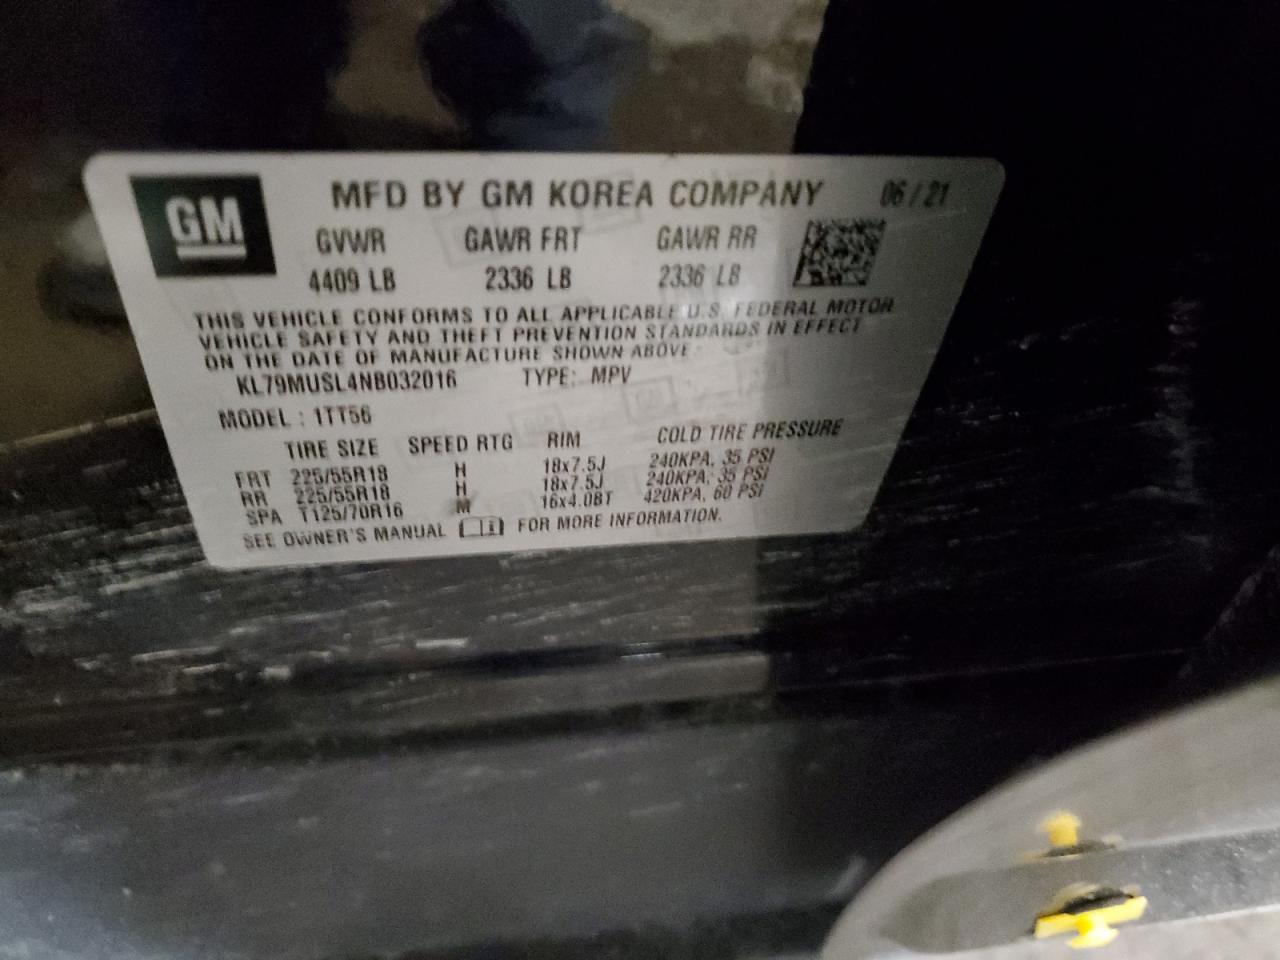 GM
MFD BY GM KOREA COMPANY 06/21
GVWR GAWR FRT GAWR RR
4409 LB 2336 LB 2336 LB
THIS VEHICLE CONFORMS TO ALL APPLICABLE U.S. FEDERAL MOTOR
VEHICLE SAFETY AND THEFT PREVENTION STANDARDS IN EFFECT
ON THE DATE OF MANUFACTURE SHOWN ABOVE.
KL79MUSL4NB032016 TYPE: MPV
MODEL : 1TT56
TIRE SIZE SPEED RTG RIM COLD TIRE PRESSURE
FRT 225/55R18 H 18x7.5J 240KPA, 35 PSI
RR 225/55R18 H 18x7.5J 240KPA, 35 PSI
SPA T125/70R16 M 16x4.0BT 420KPA, 60 PSI
SEE OWNER'S MANUAL FOR MORE INFORMATION.